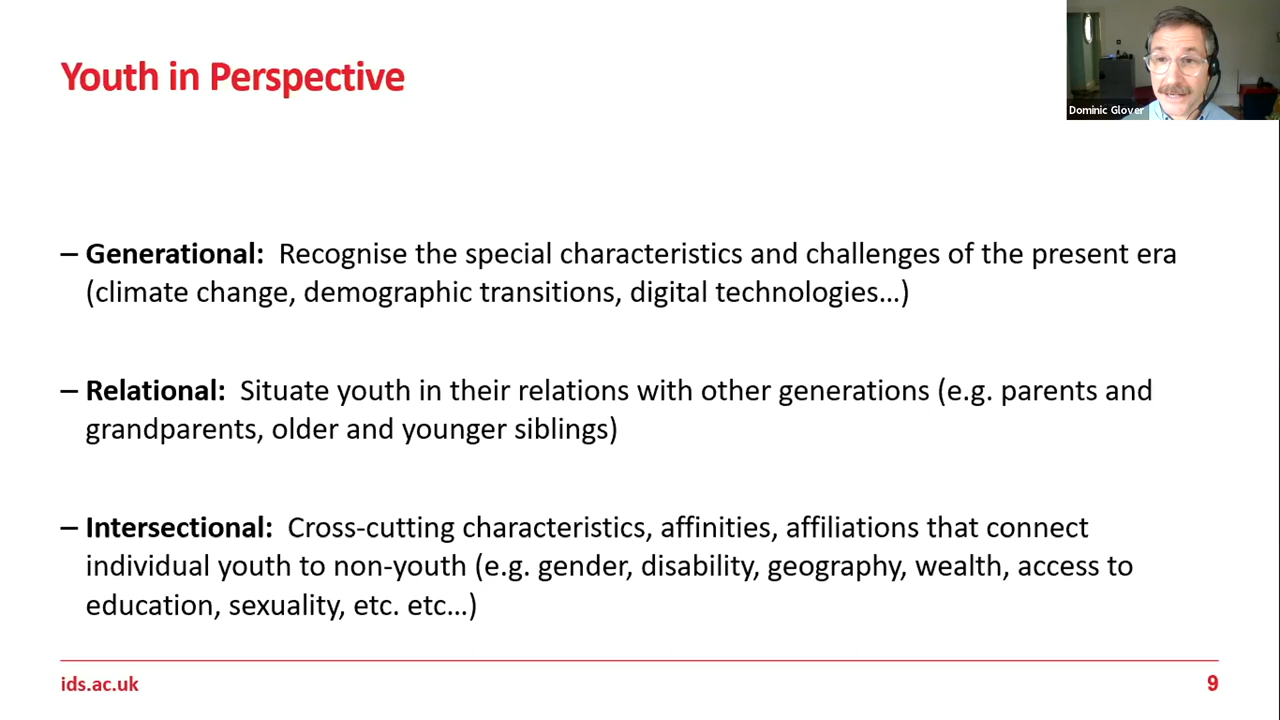 Youth in Perspective
Dominic Glover
– Generational: Recognise the special characteristics and challenges of the present era
(climate change, demographic transitions, digital technologies...)
– Relational: Situate youth in their relations with other generations (e.g. parents and
grandparents, older and younger siblings)
– Intersectional: Cross-cutting characteristics, affinities, affiliations that connect
individual youth to non-youth (e.g. gender, disability, geography, wealth, access to
education, sexuality, etc. etc...)
ids.ac.uk
9